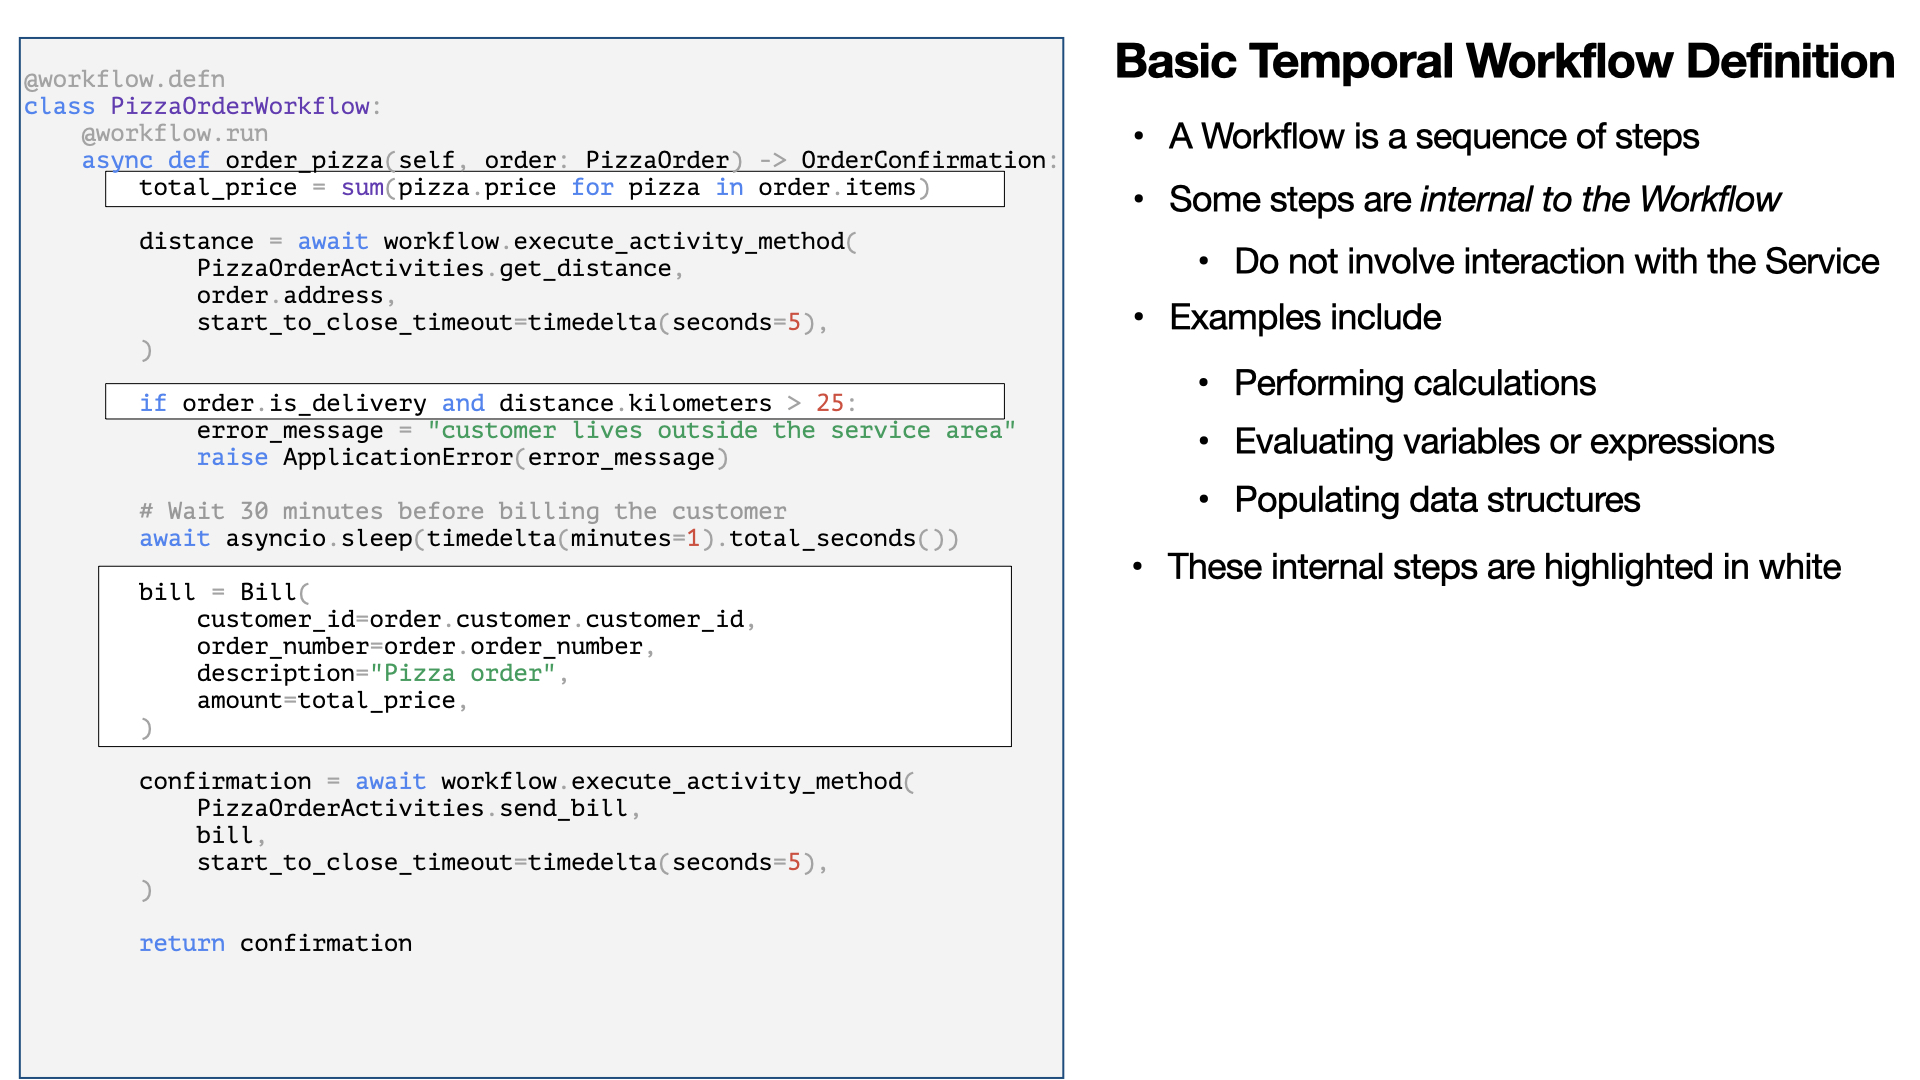 @workflow.defn
class PizzaOrderWorkflow:
    @workflow.run
    async def order_pizza(self, order: PizzaOrder) -> OrderConfirmation:
        total_price = sum(pizza.price for pizza in order.items)
        distance = await workflow.execute_activity_method(
            PizzaOrderActivities.get_distance,
            order.address,
            start_to_close_timeout=timedelta(seconds=5),
        )
        if order.is_delivery and distance.kilometers > 25:
            error_message = "customer lives outside the service area"
            raise ApplicationError(error_message)
        # Wait 30 minutes before billing the customer
        await asyncio.sleep(timedelta(minutes=1).total_seconds())
        bill = Bill(
            customer_id=order.customer.customer_id,
            order_number=order.order_number,
            description="Pizza order",
            amount=total_price,
        )
        confirmation = await workflow.execute_activity_method(
            PizzaOrderActivities.send_bill,
            bill,
            start_to_close_timeout=timedelta(seconds=5),
        )
        return confirmation
Basic Temporal Workflow Definition
• A Workflow is a sequence of steps
• Some steps are internal to the Workflow
• Do not involve interaction with the Service
• Examples include
• Performing calculations
• Evaluating variables or expressions
• Populating data structures
• These internal steps are highlighted in white